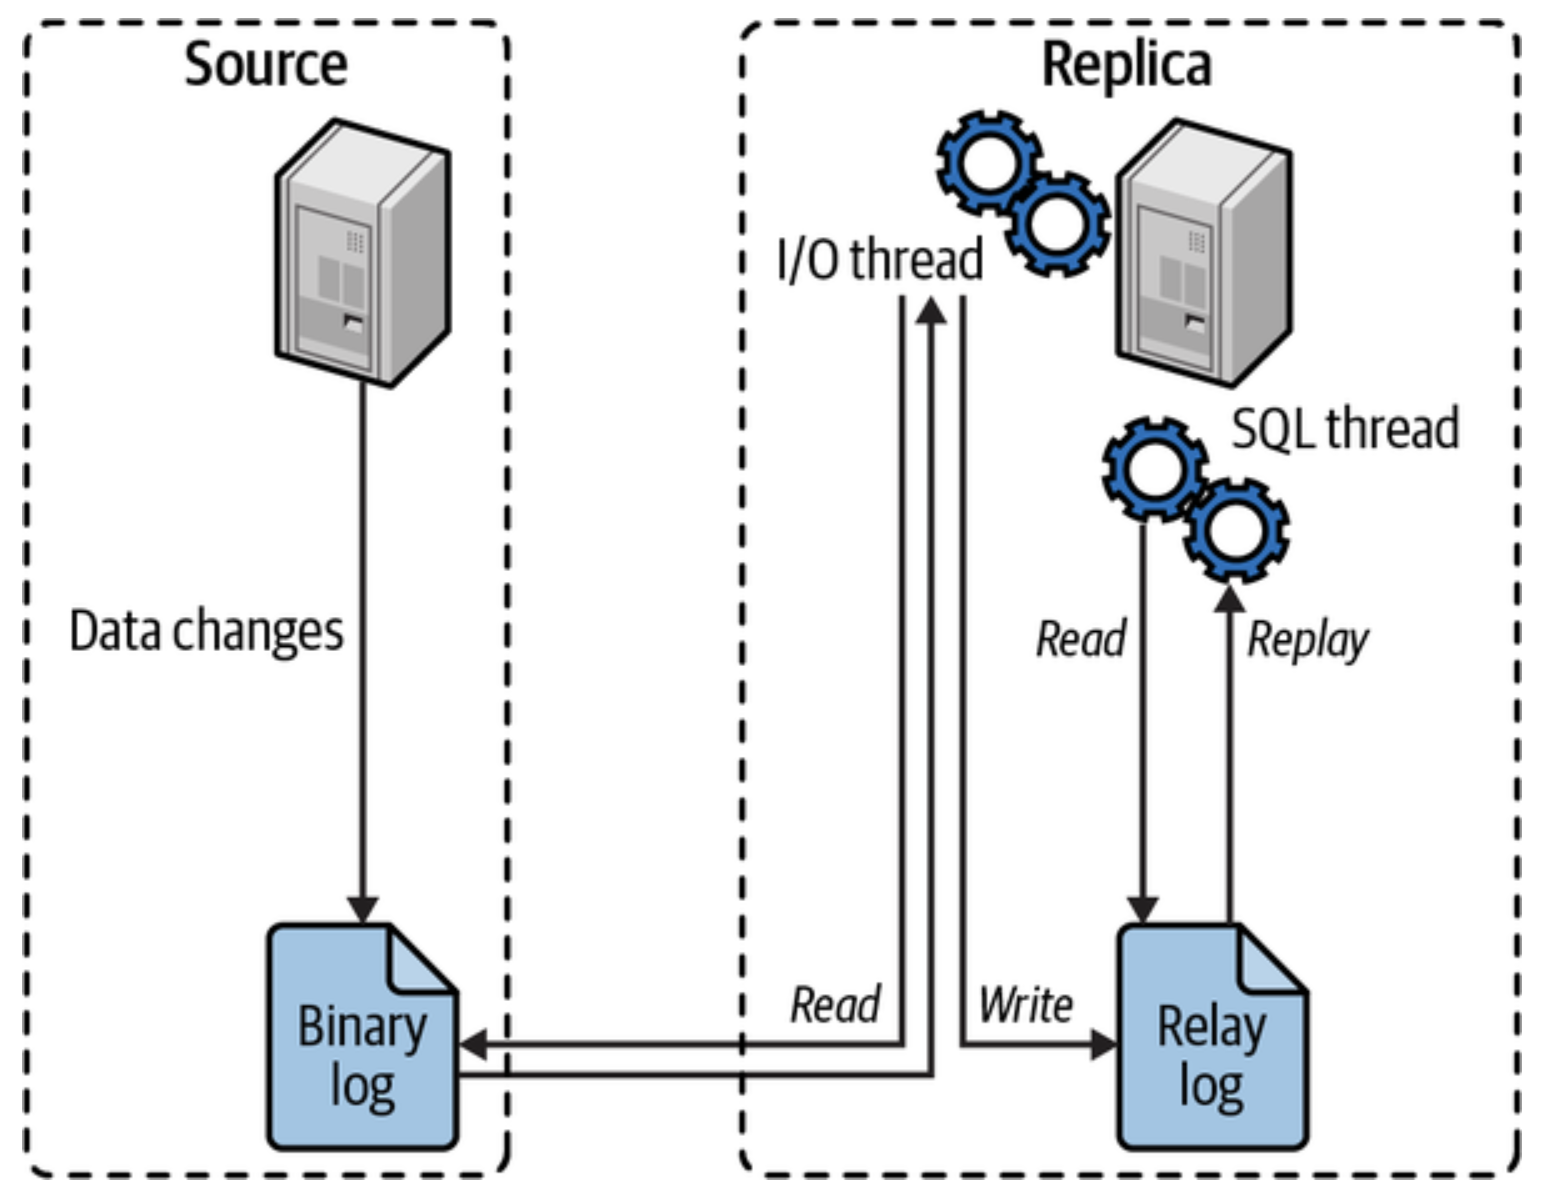 Source
Replica
I/O thread
SQL thread
Data changes
Read
Replay
Read
Write
Binary
log
Relay
log